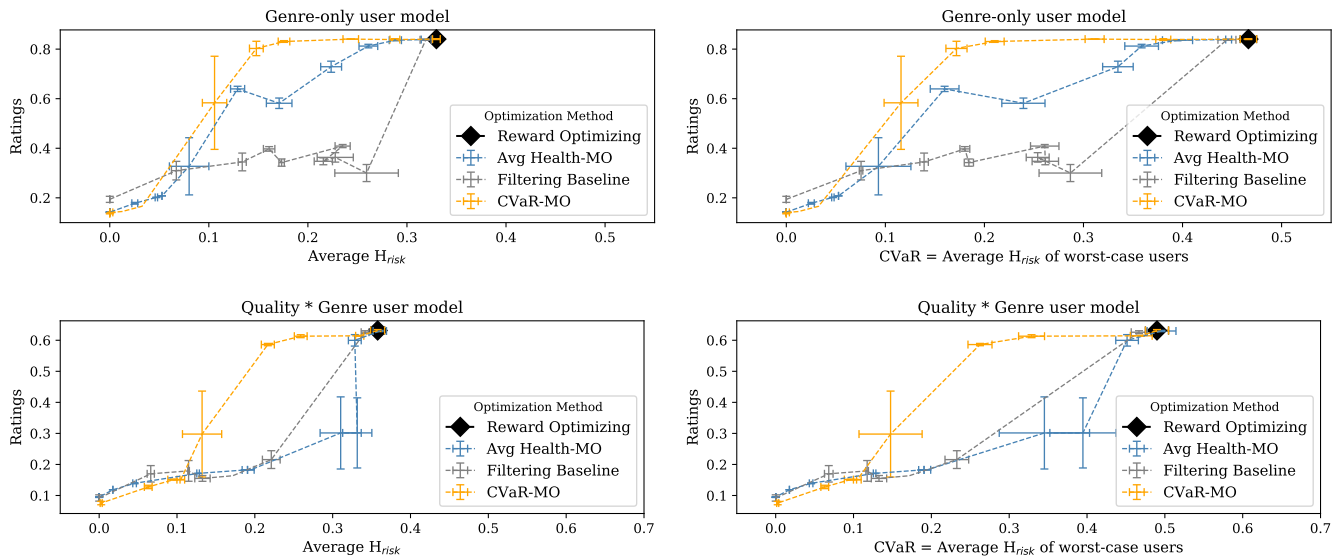 Genre-only user model
Ratings
0.8
0.6
0.4
0.2
0.0
0.1
0.2
0.3
0.4
0.5
Average H_risk
Optimization Method
Reward Optimizing
Avg Health-MO
Filtering Baseline
CVaR-MO
Genre-only user model
Ratings
0.8
0.6
0.4
0.2
0.0
0.1
0.2
0.3
0.4
0.5
CVaR = Average H_risk of worst-case users
Optimization Method
Reward Optimizing
Avg Health-MO
Filtering Baseline
CVaR-MO
Quality * Genre user model
Ratings
0.6
0.5
0.4
0.3
0.2
0.1
0.0
0.1
0.2
0.3
0.4
0.5
0.6
0.7
Average H_risk
Optimization Method
Reward Optimizing
Avg Health-MO
Filtering Baseline
CVaR-MO
Quality * Genre user model
Ratings
0.6
0.5
0.4
0.3
0.2
0.1
0.0
0.1
0.2
0.3
0.4
0.5
0.6
0.7
CVaR = Average H_risk of worst-case users
Optimization Method
Reward Optimizing
Avg Health-MO
Filtering Baseline
CVaR-MO